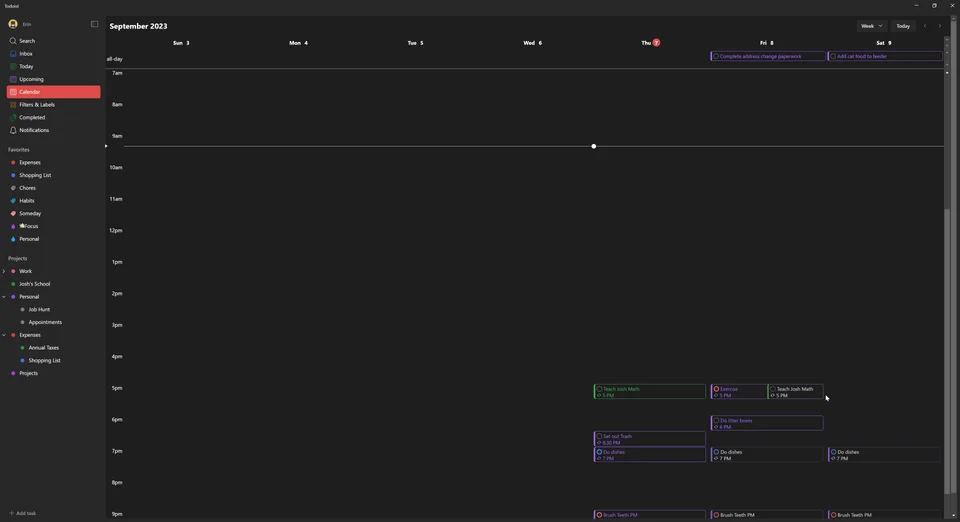 Todoist
Erin
September 2023
Week
Today
Search
Inbox
Today
Upcoming
Calendar
Filters & Labels
Completed
Notifications
Favorites
Expenses
Shopping List
Chores
Habits
Someday
Focus
Personal
Projects
Work
Josh's School
Personal
Job Hunt
Appointments
Expenses
Annual Taxes
Shopping List
Projects
Add task
Sun 3
Mon 4
Tue 5
Wed 6
Thu 7
Fri 8
Sat 9
all-day
Complete address change paperwork
Add cat food to feeder
7am
8am
9am
10am
11am
12pm
1pm
2pm
3pm
4pm
5pm
Teach Josh Math
5 PM
Exercise
5 PM
Teach Josh Math
5 PM
6pm
Do litter boxes
6 PM
Set out Trash
6:30 PM
7pm
Do dishes
7 PM
Do dishes
7 PM
Do dishes
7 PM
8pm
9pm
Brush Teeth PM
Brush Teeth PM
Brush Teeth PM